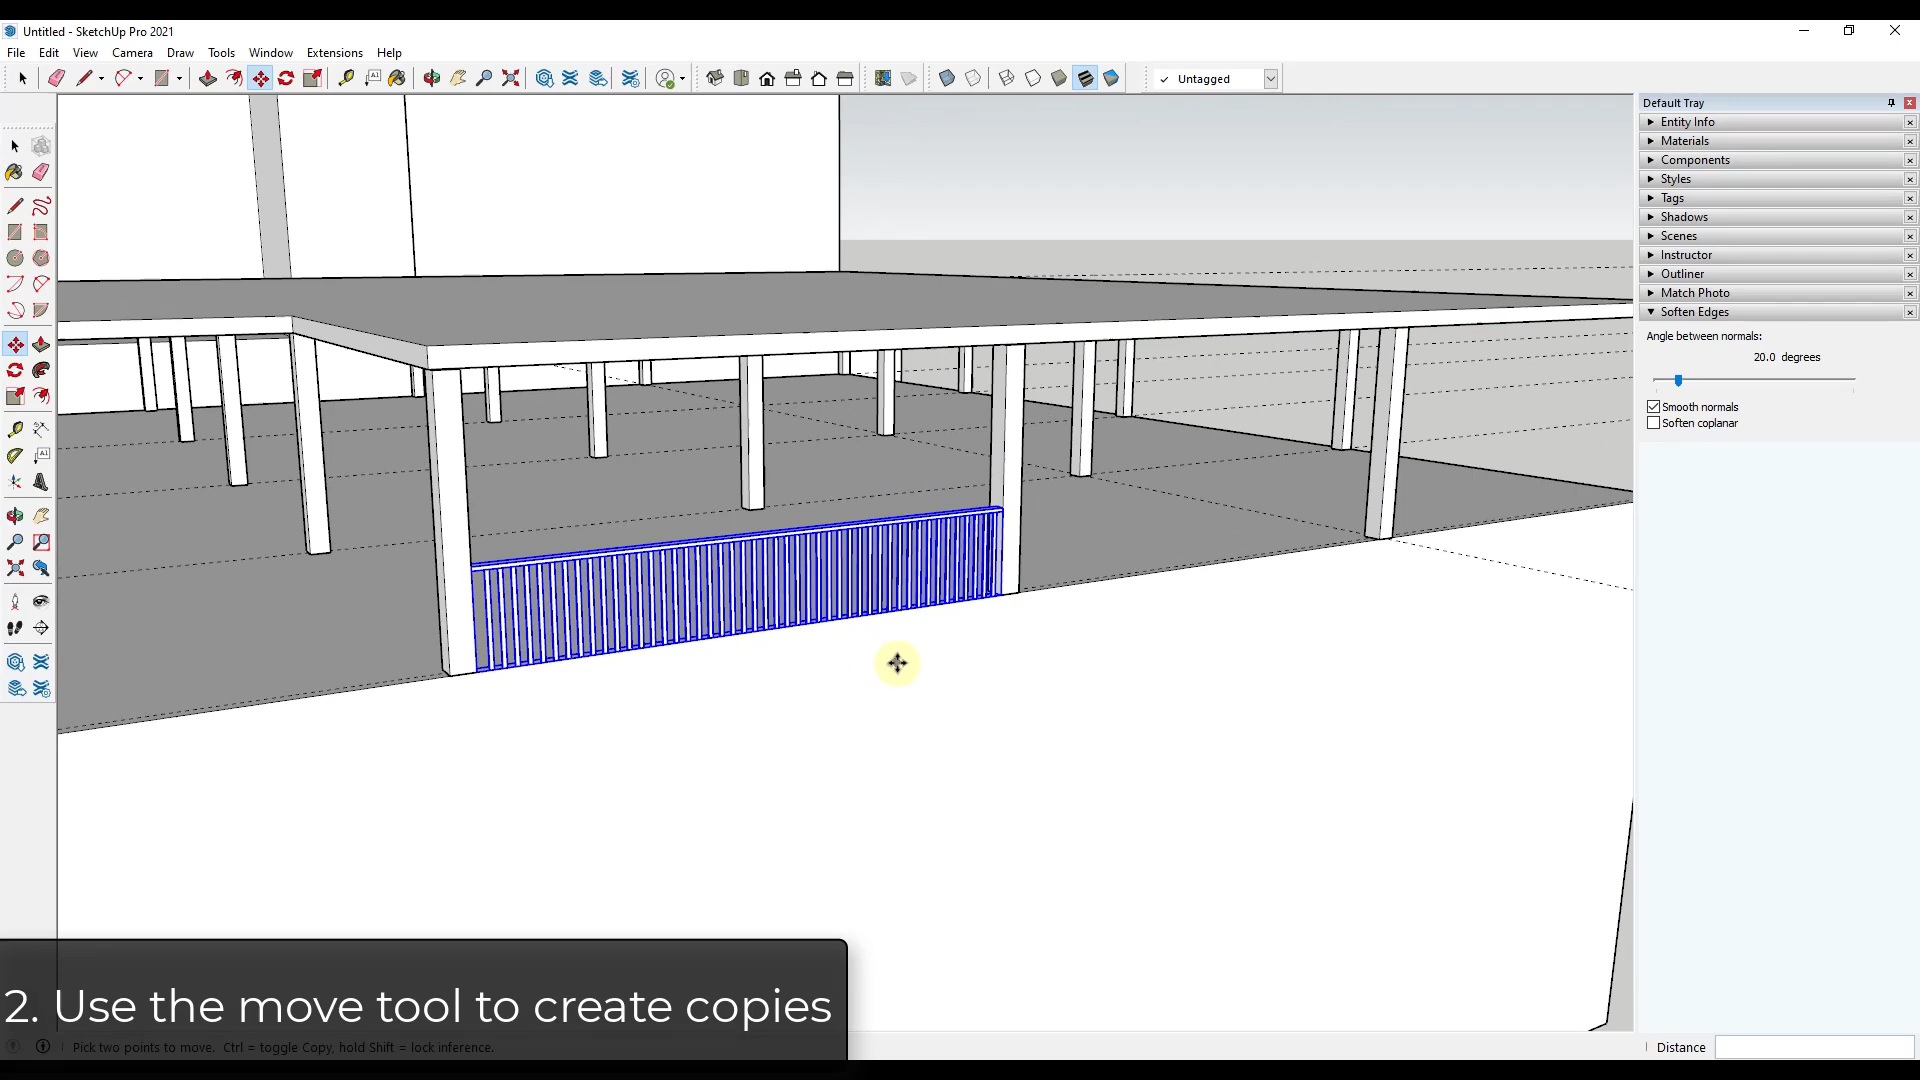 Untitled - SketchUp Pro 2021
File Edit View Camera Draw Tools Window Extensions Help
A1
Untagged
Default Tray
Entity Info
Materials
Components
Styles
Tags
Shadows
Scenes
Instructor
Outliner
Match Photo
Soften Edges
Angle between normals:
20.0 degrees
Smooth normals
Soften coplanar
A1
2. Use the move tool to create copies
Pick two points to move. Ctrl = toggle Copy, hold Shift = lock inference.
Distance